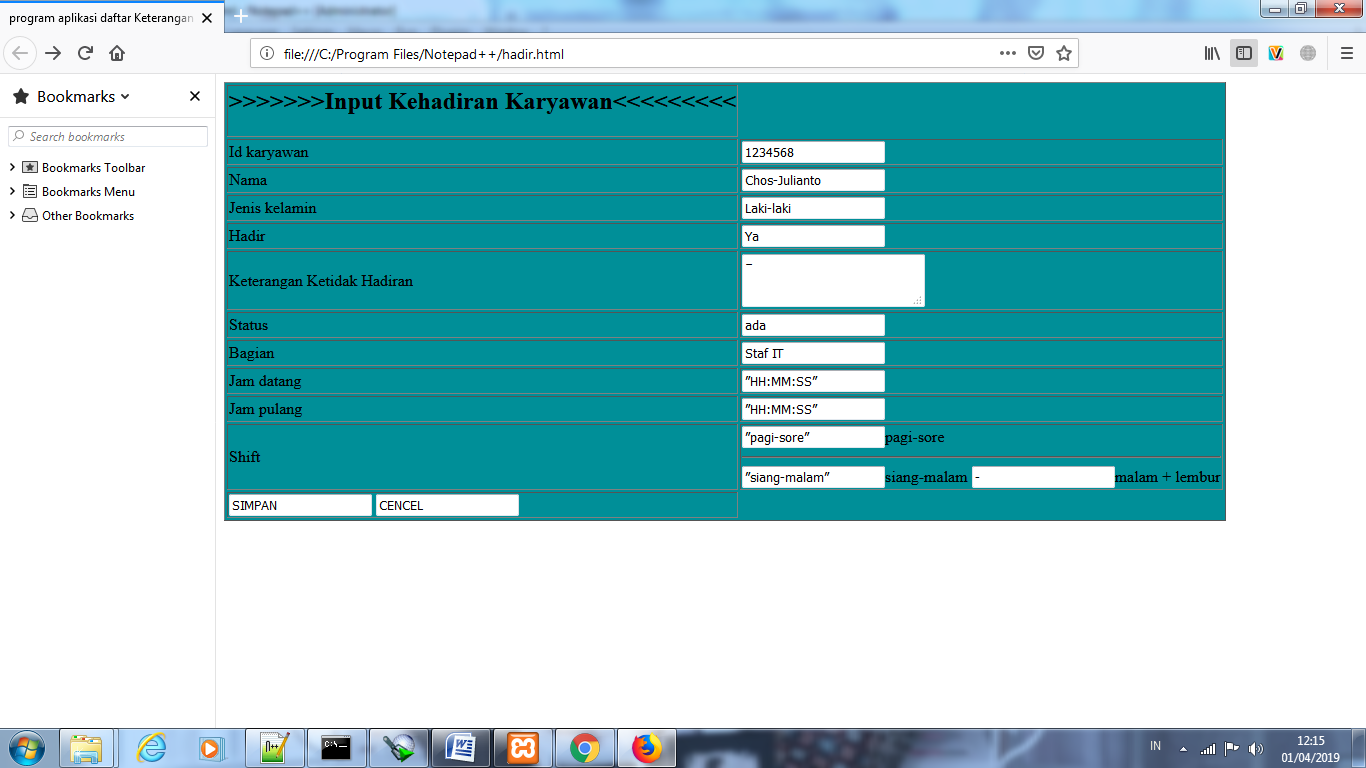 program aplikasi daftar Keterangan
file:///C:/Program Files/Notepad++/hadir.html
Bookmarks
Search bookmarks
Bookmarks Toolbar
Bookmarks Menu
Other Bookmarks
>>>>>>>Input Kehadiran Karyawan<<<<<<<<<
Id karyawan 1234568
Nama Chos-Julianto
Jenis kelamin Laki-laki
Hadir Ya
Keterangan Ketidak Hadiran –
Status ada
Bagian Staf IT
Jam datang ”HH:MM:SS”
Jam pulang ”HH:MM:SS”
Shift ”pagi-sore” pagi-sore
”siang-malam” siang-malam - malam + lembur
SIMPAN CENCEL
IN 12:15
01/04/2019